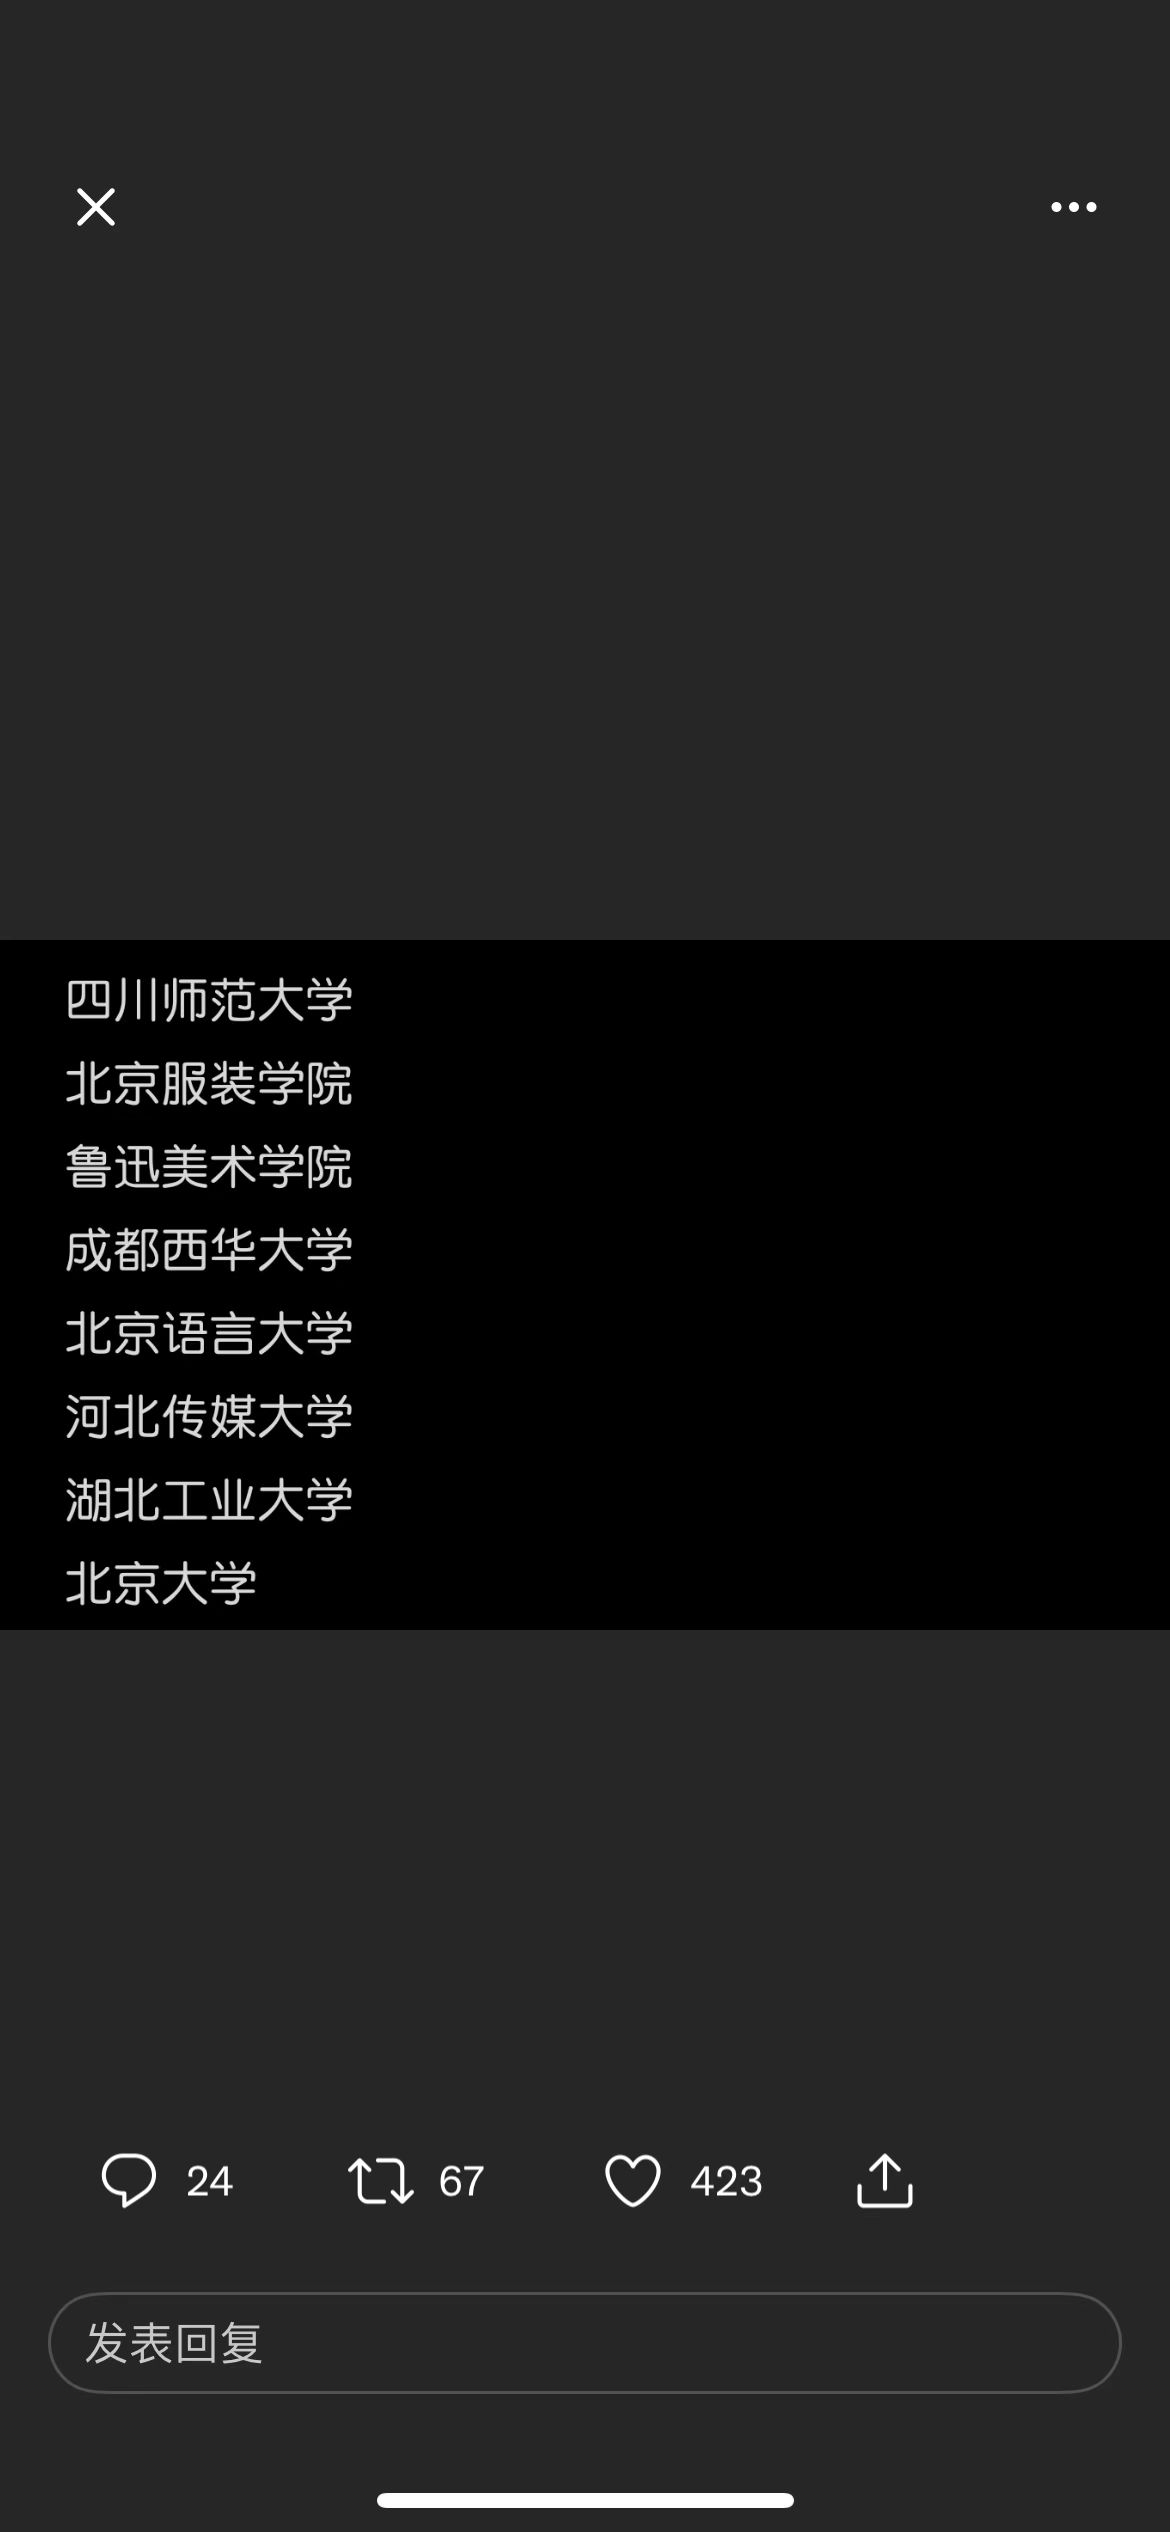 四川师范大学
北京服装学院
鲁迅美术学院
成都西华大学
北京语言大学
河北传媒大学
湖北工业大学
北京大学
24 67 423
发表回复